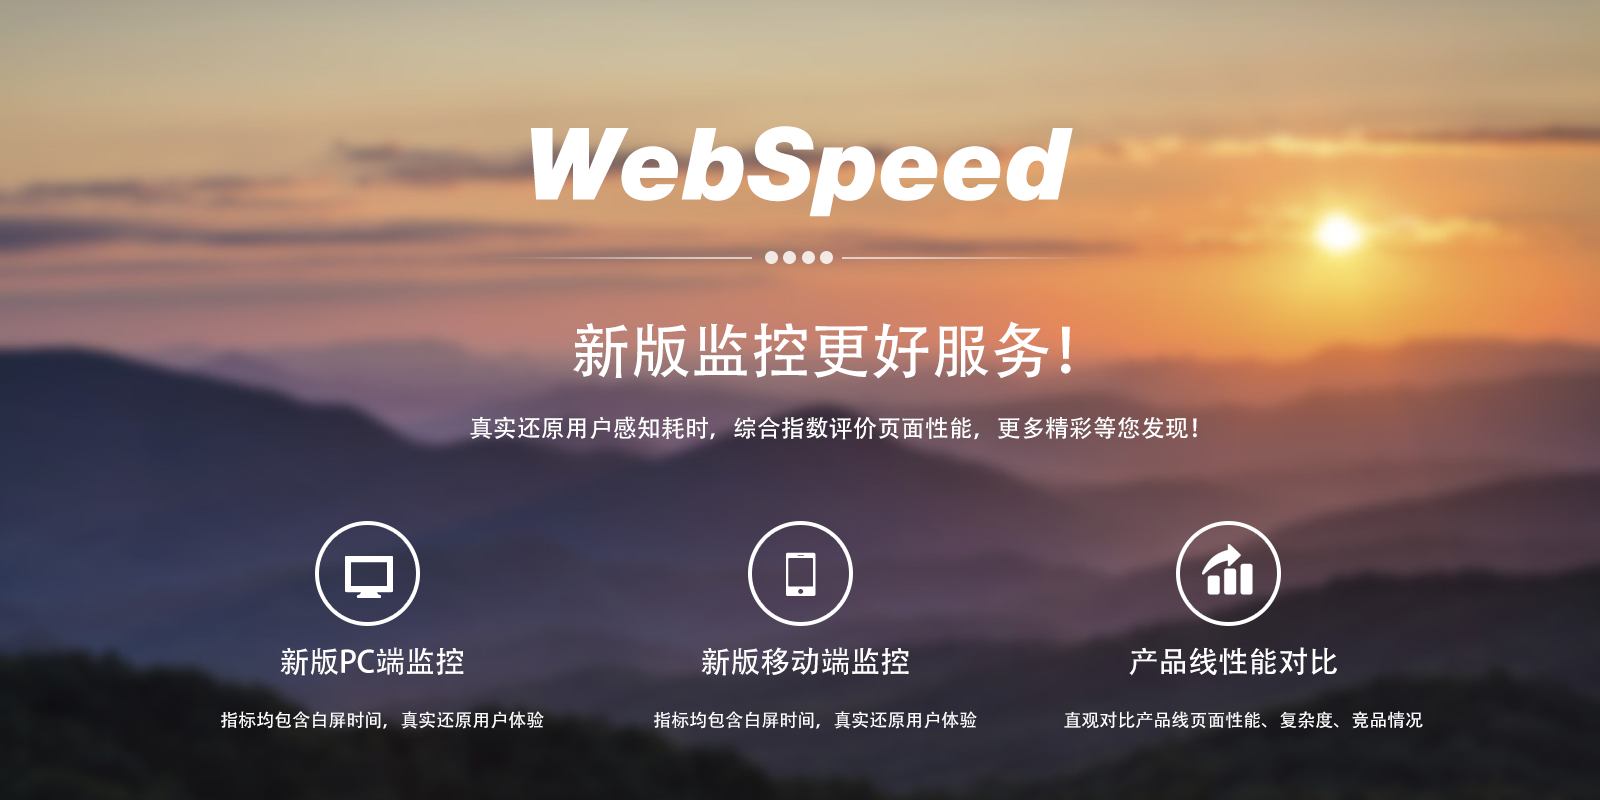 WebSpeed
新版监控更好服务！
真实还原用户感知耗时，综合指数评价页面性能，更多精彩等您发现！
新版PC端监控
新版移动端监控
产品线性能对比
指标均包含白屏时间，真实还原用户体验
指标均包含白屏时间，真实还原用户体验
直观对比产品线页面性能、复杂度、竞品情况